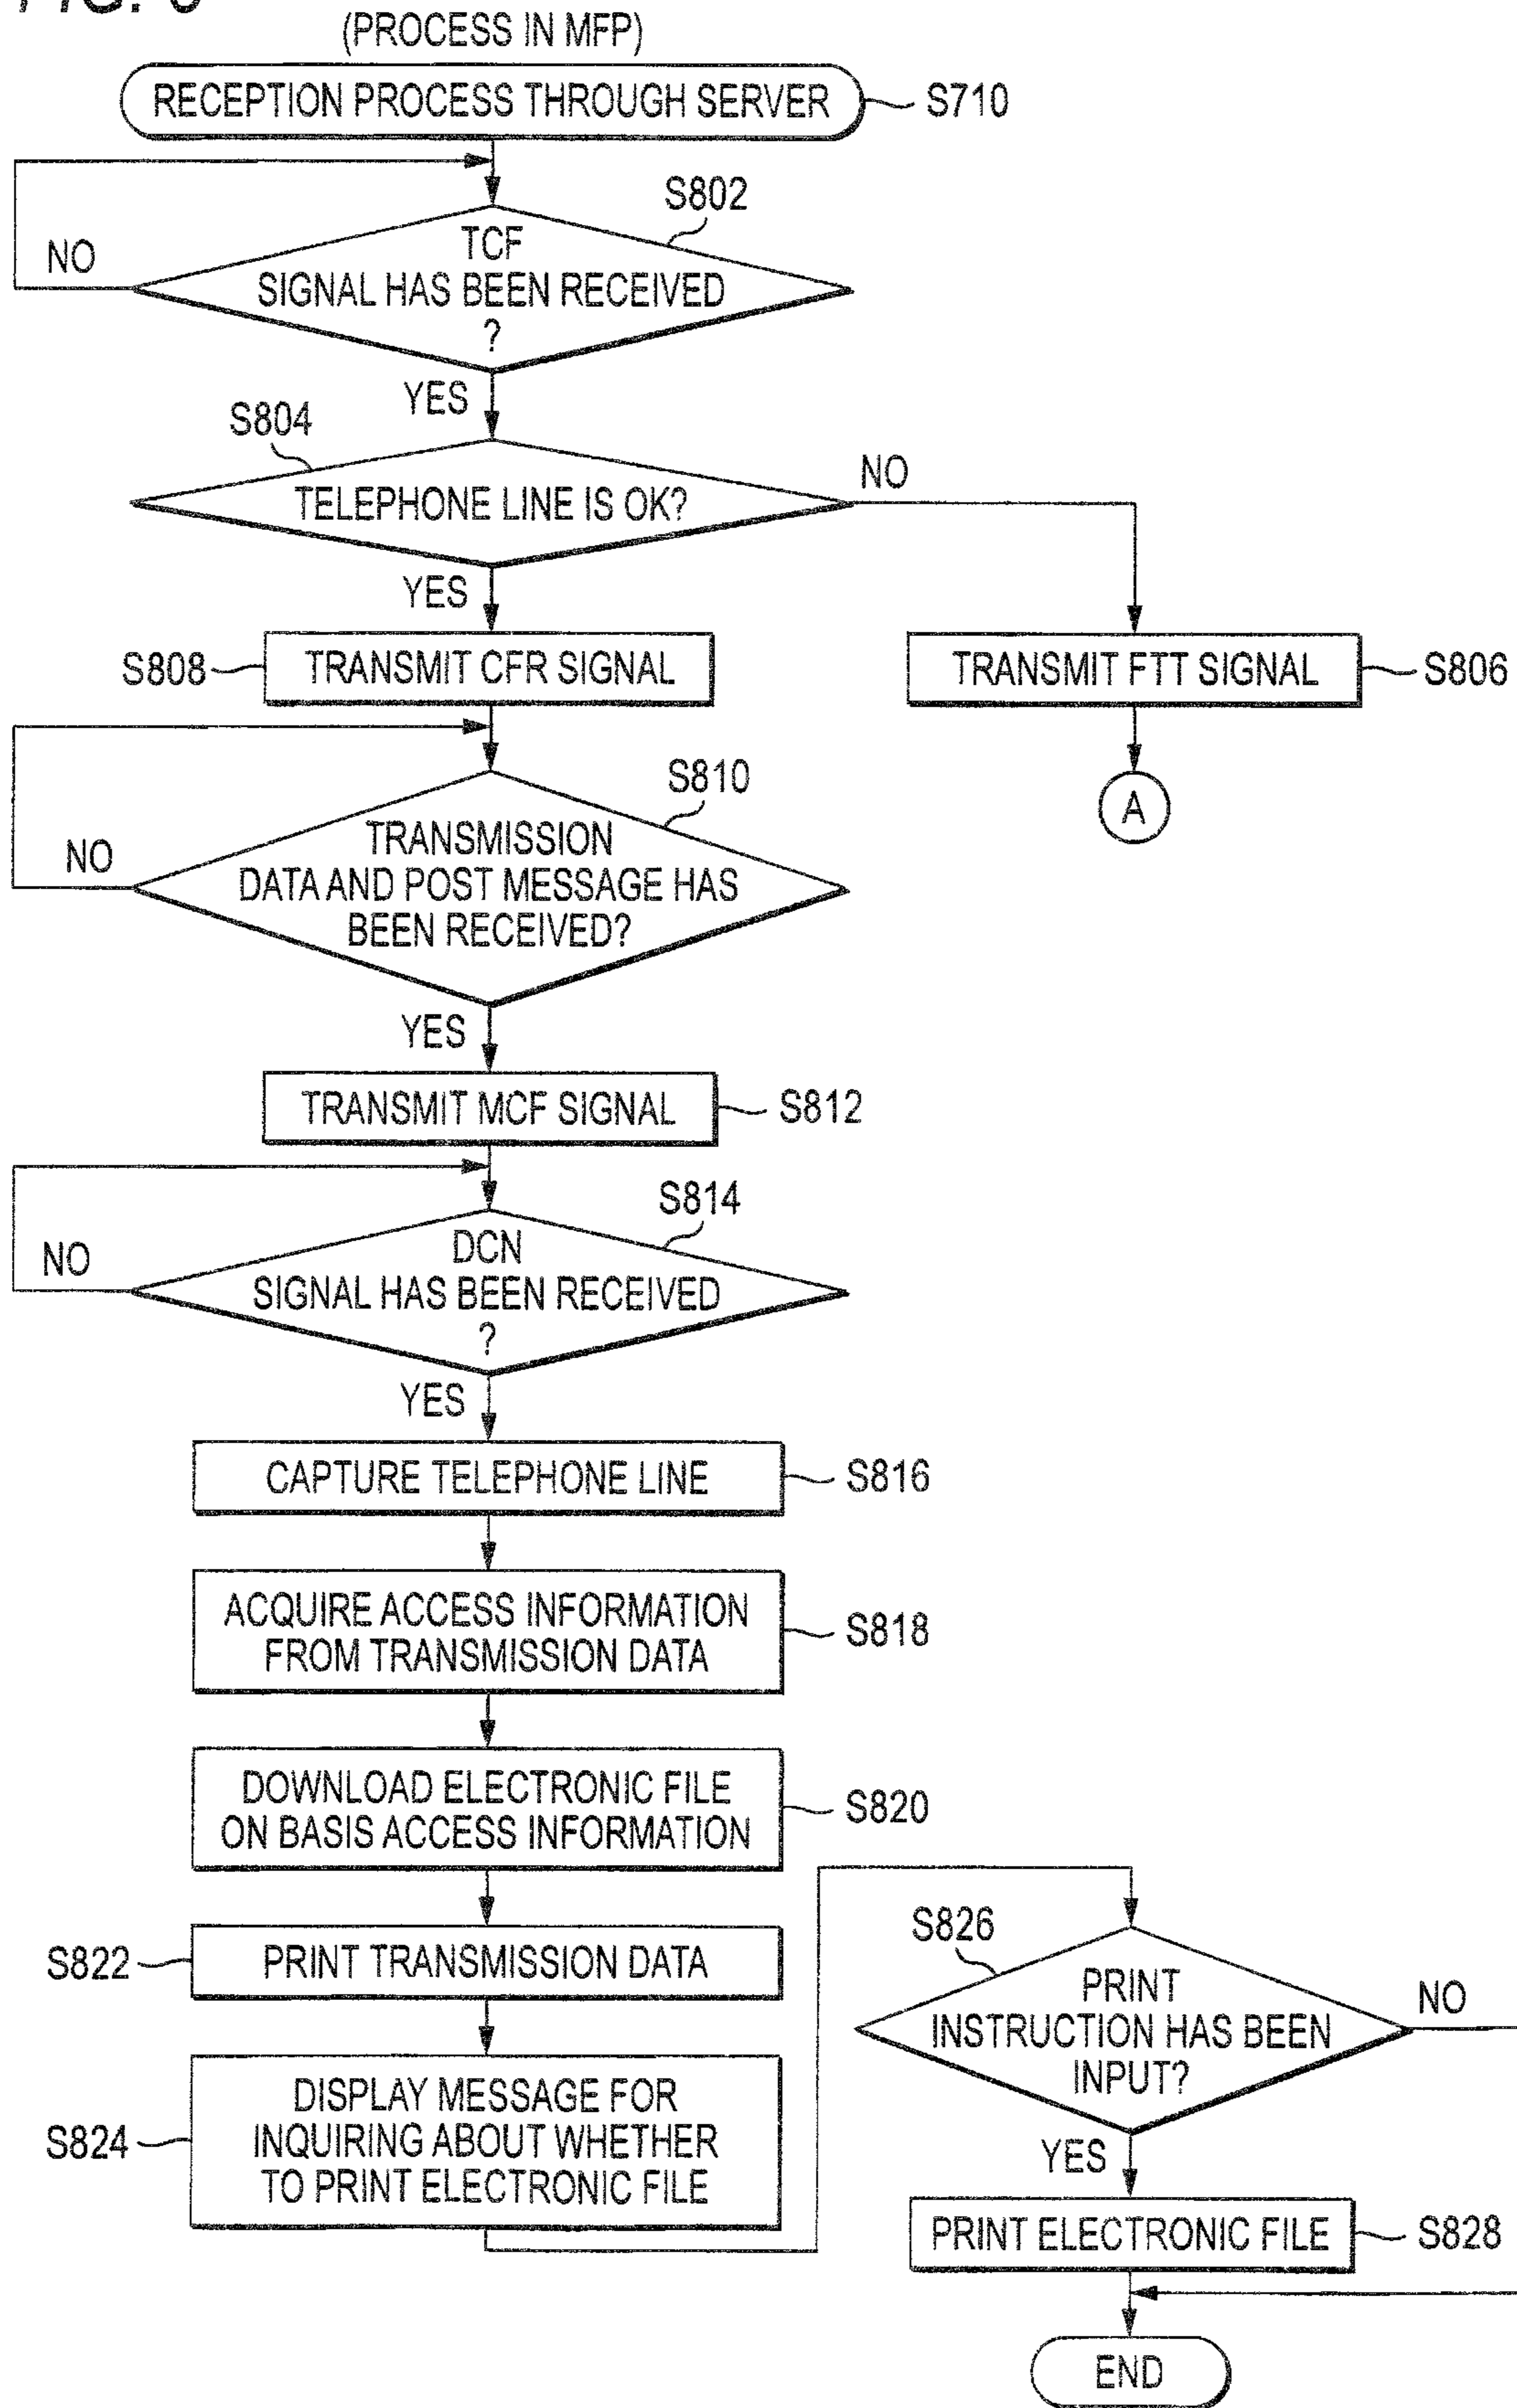 (PROCESS IN MFP)
RECEPTION PROCESS THROUGH SERVER
S710
S802
TCF
SIGNAL HAS BEEN RECEIVED
?
NO
YES
S804
TELEPHONE LINE IS OK?
NO
YES
S808
TRANSMIT CFR SIGNAL
TRANSMIT FTT SIGNAL
S806
A
S810
TRANSMISSION
DATA AND POST MESSAGE HAS
BEEN RECEIVED?
NO
YES
TRANSMIT MCF SIGNAL
S812
S814
DCN
SIGNAL HAS BEEN RECEIVED
?
NO
YES
CAPTURE TELEPHONE LINE
S816
ACQUIRE ACCESS INFORMATION
FROM TRANSMISSION DATA
S818
DOWNLOAD ELECTRONIC FILE
ON BASIS ACCESS INFORMATION
S820
S822
PRINT TRANSMISSION DATA
S824
DISPLAY MESSAGE FOR
INQUIRING ABOUT WHETHER
TO PRINT ELECTRONIC FILE
S826
PRINT
INSTRUCTION HAS BEEN
INPUT?
NO
YES
PRINT ELECTRONIC FILE
S828
END